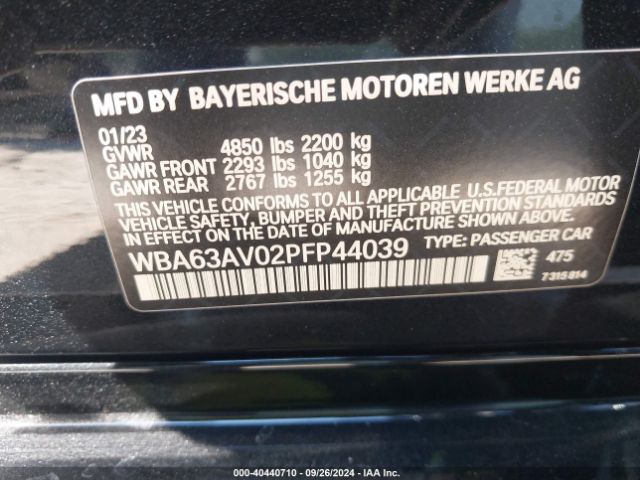 MFD BY BAYERISCHE MOTOREN WERKE AG
01/23
GVWR 4850 lbs 2200 kg
GAWR FRONT 2293 lbs 1040 kg
GAWR REAR 2767 lbs 1255 kg
THIS VEHICLE CONFORMS TO ALL APPLICABLE U.S.FEDERAL MOTOR
VEHICLE SAFETY, BUMPER AND THEFT PREVENTION STANDARDS
IN EFFECT ON THE DATE OF MANUFACTURE SHOWN ABOVE.
WBA63AV02PFP44039 TYPE: PASSENGER CAR
475
7315814
000-40440710 - 09/26/2024 - IAA Inc.